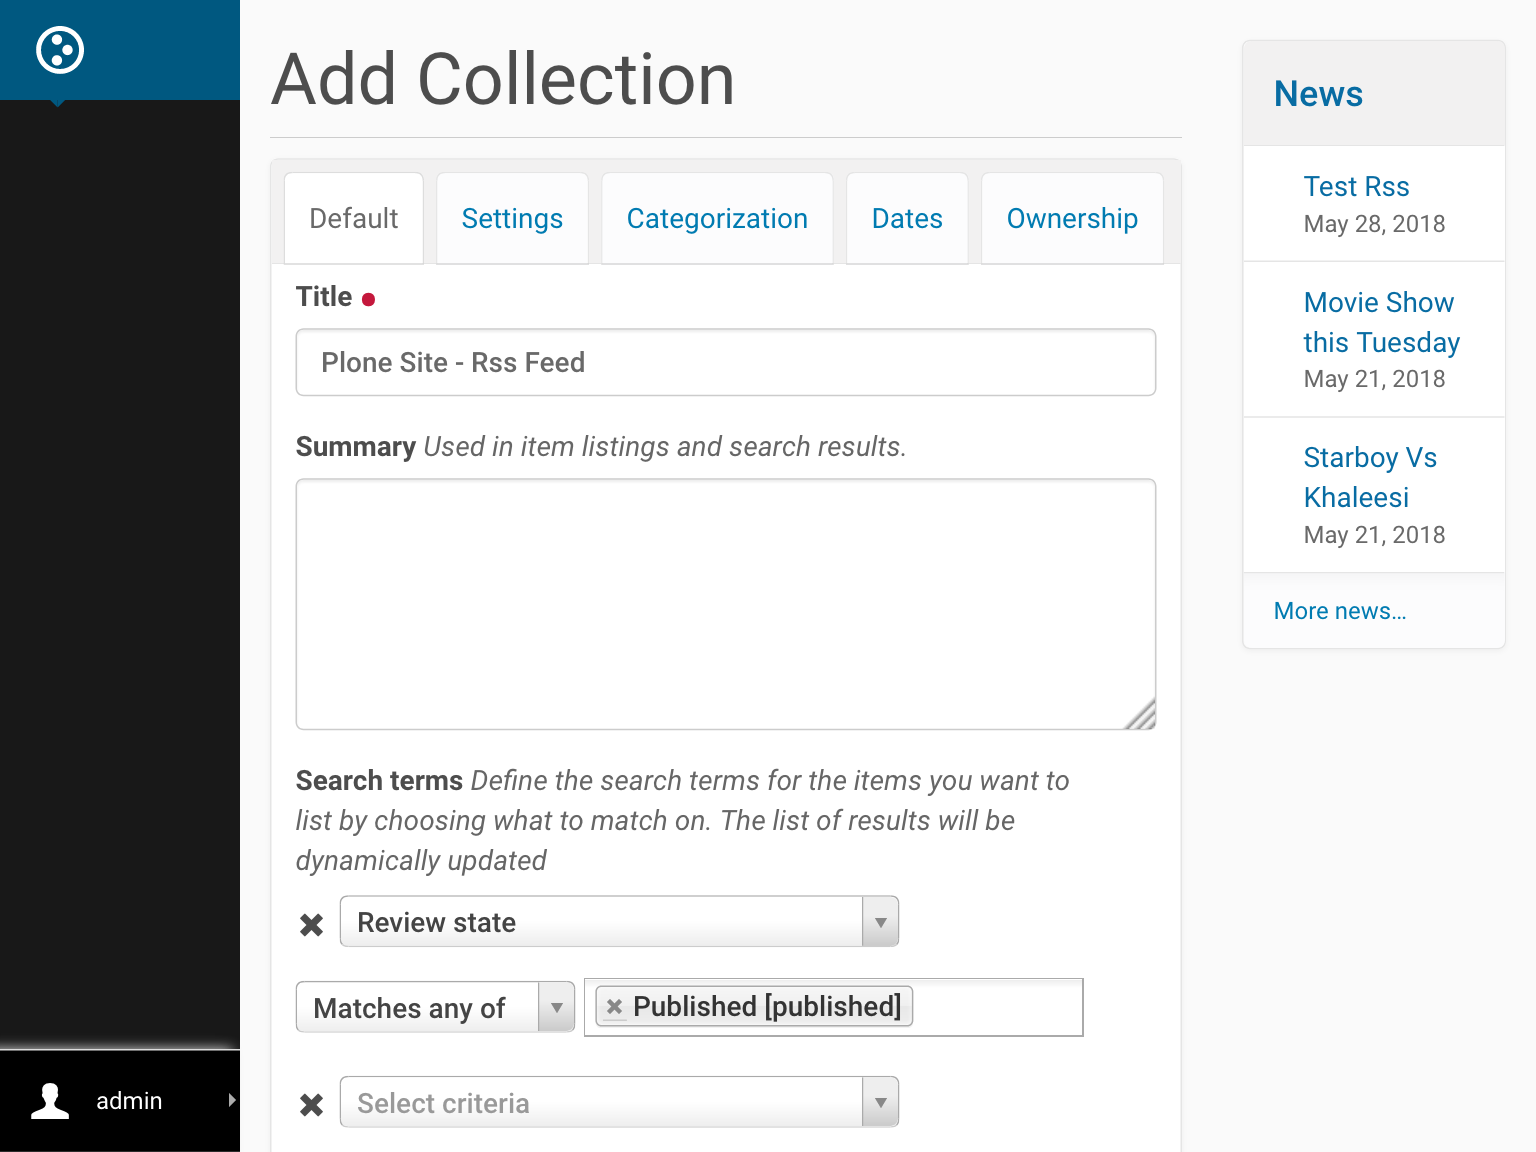 Add Collection
Default Settings Categorization Dates Ownership
Title
Plone Site - Rss Feed
Summary Used in item listings and search results.
Search terms Define the search terms for the items you want to
list by choosing what to match on. The list of results will be
dynamically updated
Review state
Matches any of Published [published]
Select criteria
News
Test Rss
May 28, 2018
Movie Show
this Tuesday
May 21, 2018
Starboy Vs
Khaleesi
May 21, 2018
More news...
admin